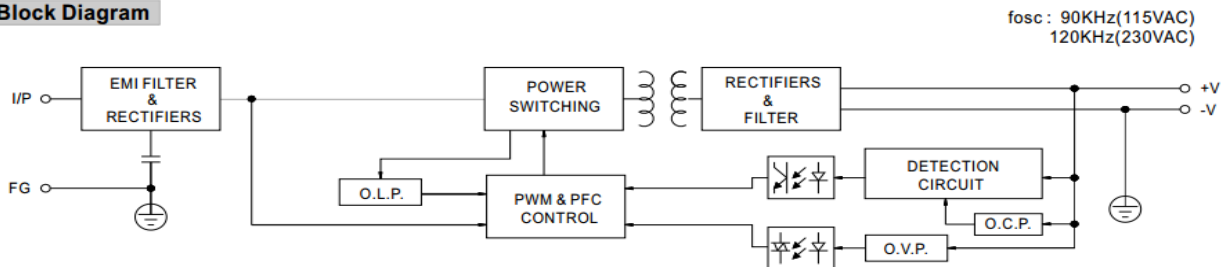 Block Diagram
fosc : 90KHz(115VAC)
120KHz(230VAC)
I/P
EMI FILTER
&
RECTIFIERS
POWER
SWITCHING
RECTIFIERS
&
FILTER
+V
-V
FG
O.L.P.
PWM & PFC
CONTROL
DETECTION
CIRCUIT
O.C.P.
O.V.P.